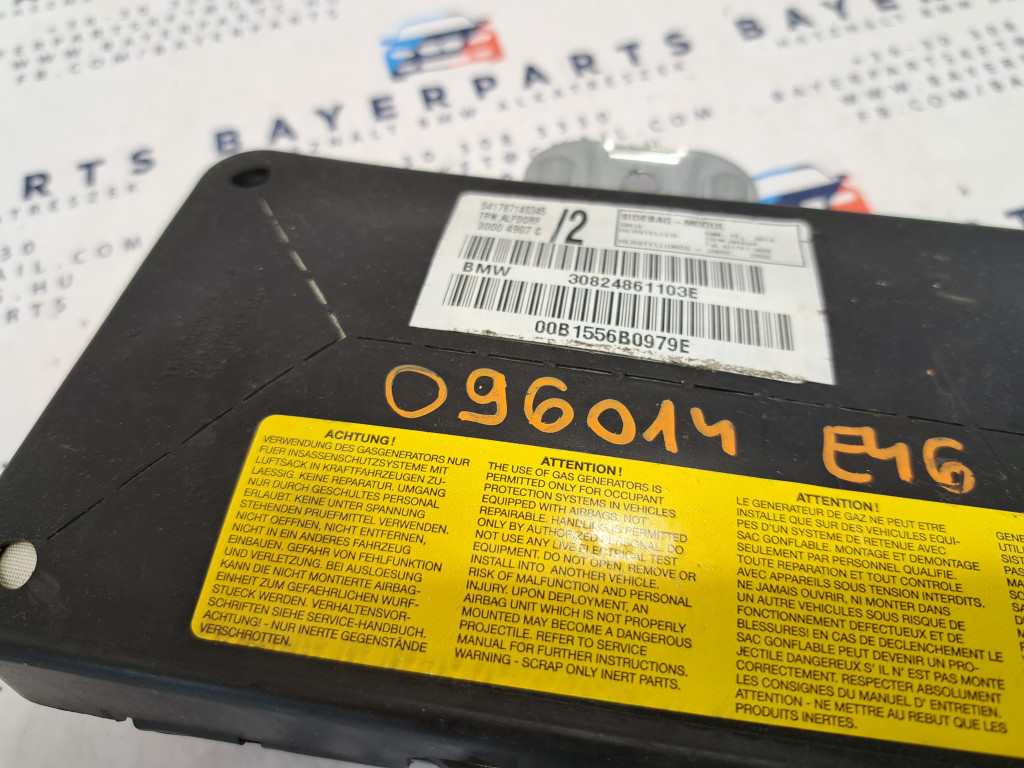 BAYERPARTS
TRW ALFDORF
3000 4907 C
/2
SIDEBAG - MODUL
BMW 30824861103E
00B1556B0979E
096014 E46
ACHTUNG!
VERWENDUNG DES GASGENERATORS NUR
FUER INSASSENSCHUTZSYSTEME MIT
LUFTSACK IN KRAFTFAHRZEUGEN ZU-
LAESSIG. KEINE REPARATUR, UMGANG
NUR DURCH GESCHULTES PERSONAL
ERLAUBT. KEINE UNTER SPANNUNG
STEHENDEN PRUEFMITTEL VERWENDEN.
NICHT OEFFNEN, NICHT ENTFERNEN,
NICHT IN EIN ANDERES FAHRZEUG
EINBAUEN. GEFAHR VON FEHLFUNKTION
UND VERLETZUNG. BEI AUSLOESUNG
KANN DIE NICHT MONTIERTE AIRBAG-
EINHEIT ZUM GEFAEHRLICHEN WURF-
STUECK WERDEN. VERHALTENSVOR-
SCHRIFTEN SIEHE SERVICE-HANDBUCH.
ACHTUNG! - NUR INERTE GEGENSTÄNDE
VERSCHROTTEN.
ATTENTION!
THE USE OF GAS GENERATORS IS
PERMITTED ONLY FOR OCCUPANT
PROTECTION SYSTEMS IN VEHICLES
EQUIPPED WITH AIRBAGS. NOT
REPAIRABLE. HANDLING IS PERMITTED
ONLY BY AUTHORIZED PERSONAL. DO
NOT USE ANY LIVE ELECTRICAL TEST
EQUIPMENT. DO NOT OPEN, REMOVE OR
INSTALL INTO ANOTHER VEHICLE.
RISK OF MALFUNCTION AND PERSONAL
INJURY. UPON DEPLOYMENT, AN
AIRBAG UNIT WHICH IS NOT PROPERLY
MOUNTED MAY BECOME A DANGEROUS
PROJECTILE. REFER TO SERVICE
MANUAL FOR FURTHER INSTRUCTIONS.
WARNING - SCRAP ONLY INERT PARTS.
ATTENTION!
LE GENERATEUR DE GAZ NE PEUT ETRE
INSTALLE QUE SUR DES VEHICULES EQUI-
PES D'UN SYSTEME DE RETENUE AVEC
SAC GONFLABLE. MONTAGE ET DEMONTAGE
SEULEMENT PAR PERSONNEL QUALIFIE.
TOUTE REPARATION ET TOUT CONTROLE
AVEC APPAREILS SOUS TENSION INTERDITS.
NE JAMAIS OUVRIR, NI MONTER DANS
UN AUTRE VEHICULES SOUS RISQUE DE
FONCTIONNEMENT DEFECTUEUX ET DE
BLESSURES! EN CAS DE DECLENCHEMENT LE
SAC GONFLABLE PEUT DEVENIR UN PRO-
JECTILE DANGEREUX S' IL N'EST PAS MONTE
CORRECTEMENT. RESPECTER ABSOLUMENT
LES CONSIGNES DU MANUEL D' ENTRETIEN.
ATTENTION - NE METTRE AU REBUT QUE LES
PRODUITS INERTES.